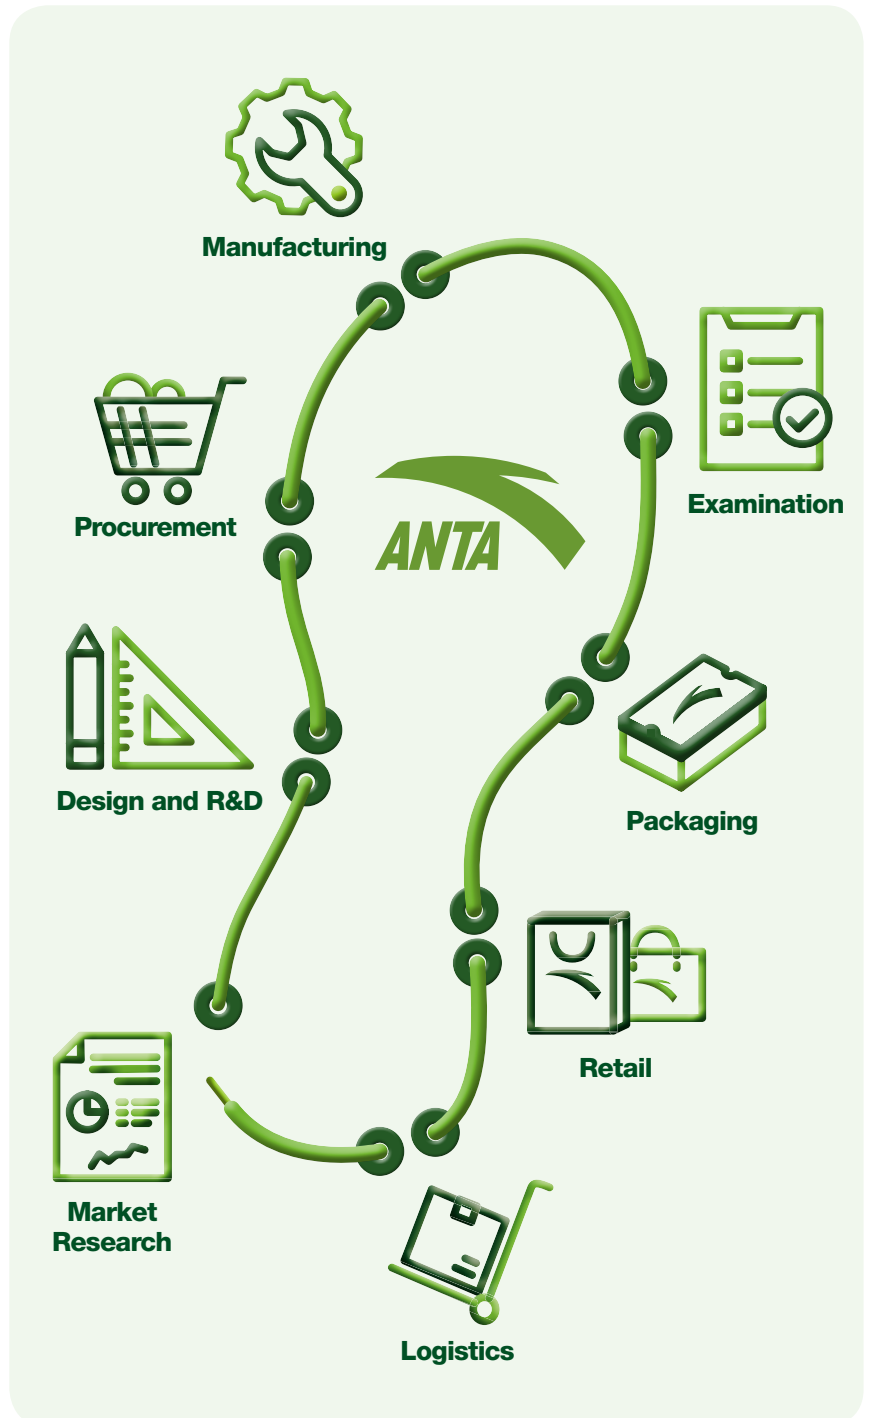 Manufacturing
Procurement
Examination
ANTA
Design and R&D
Packaging
Retail
Market
Research
Logistics